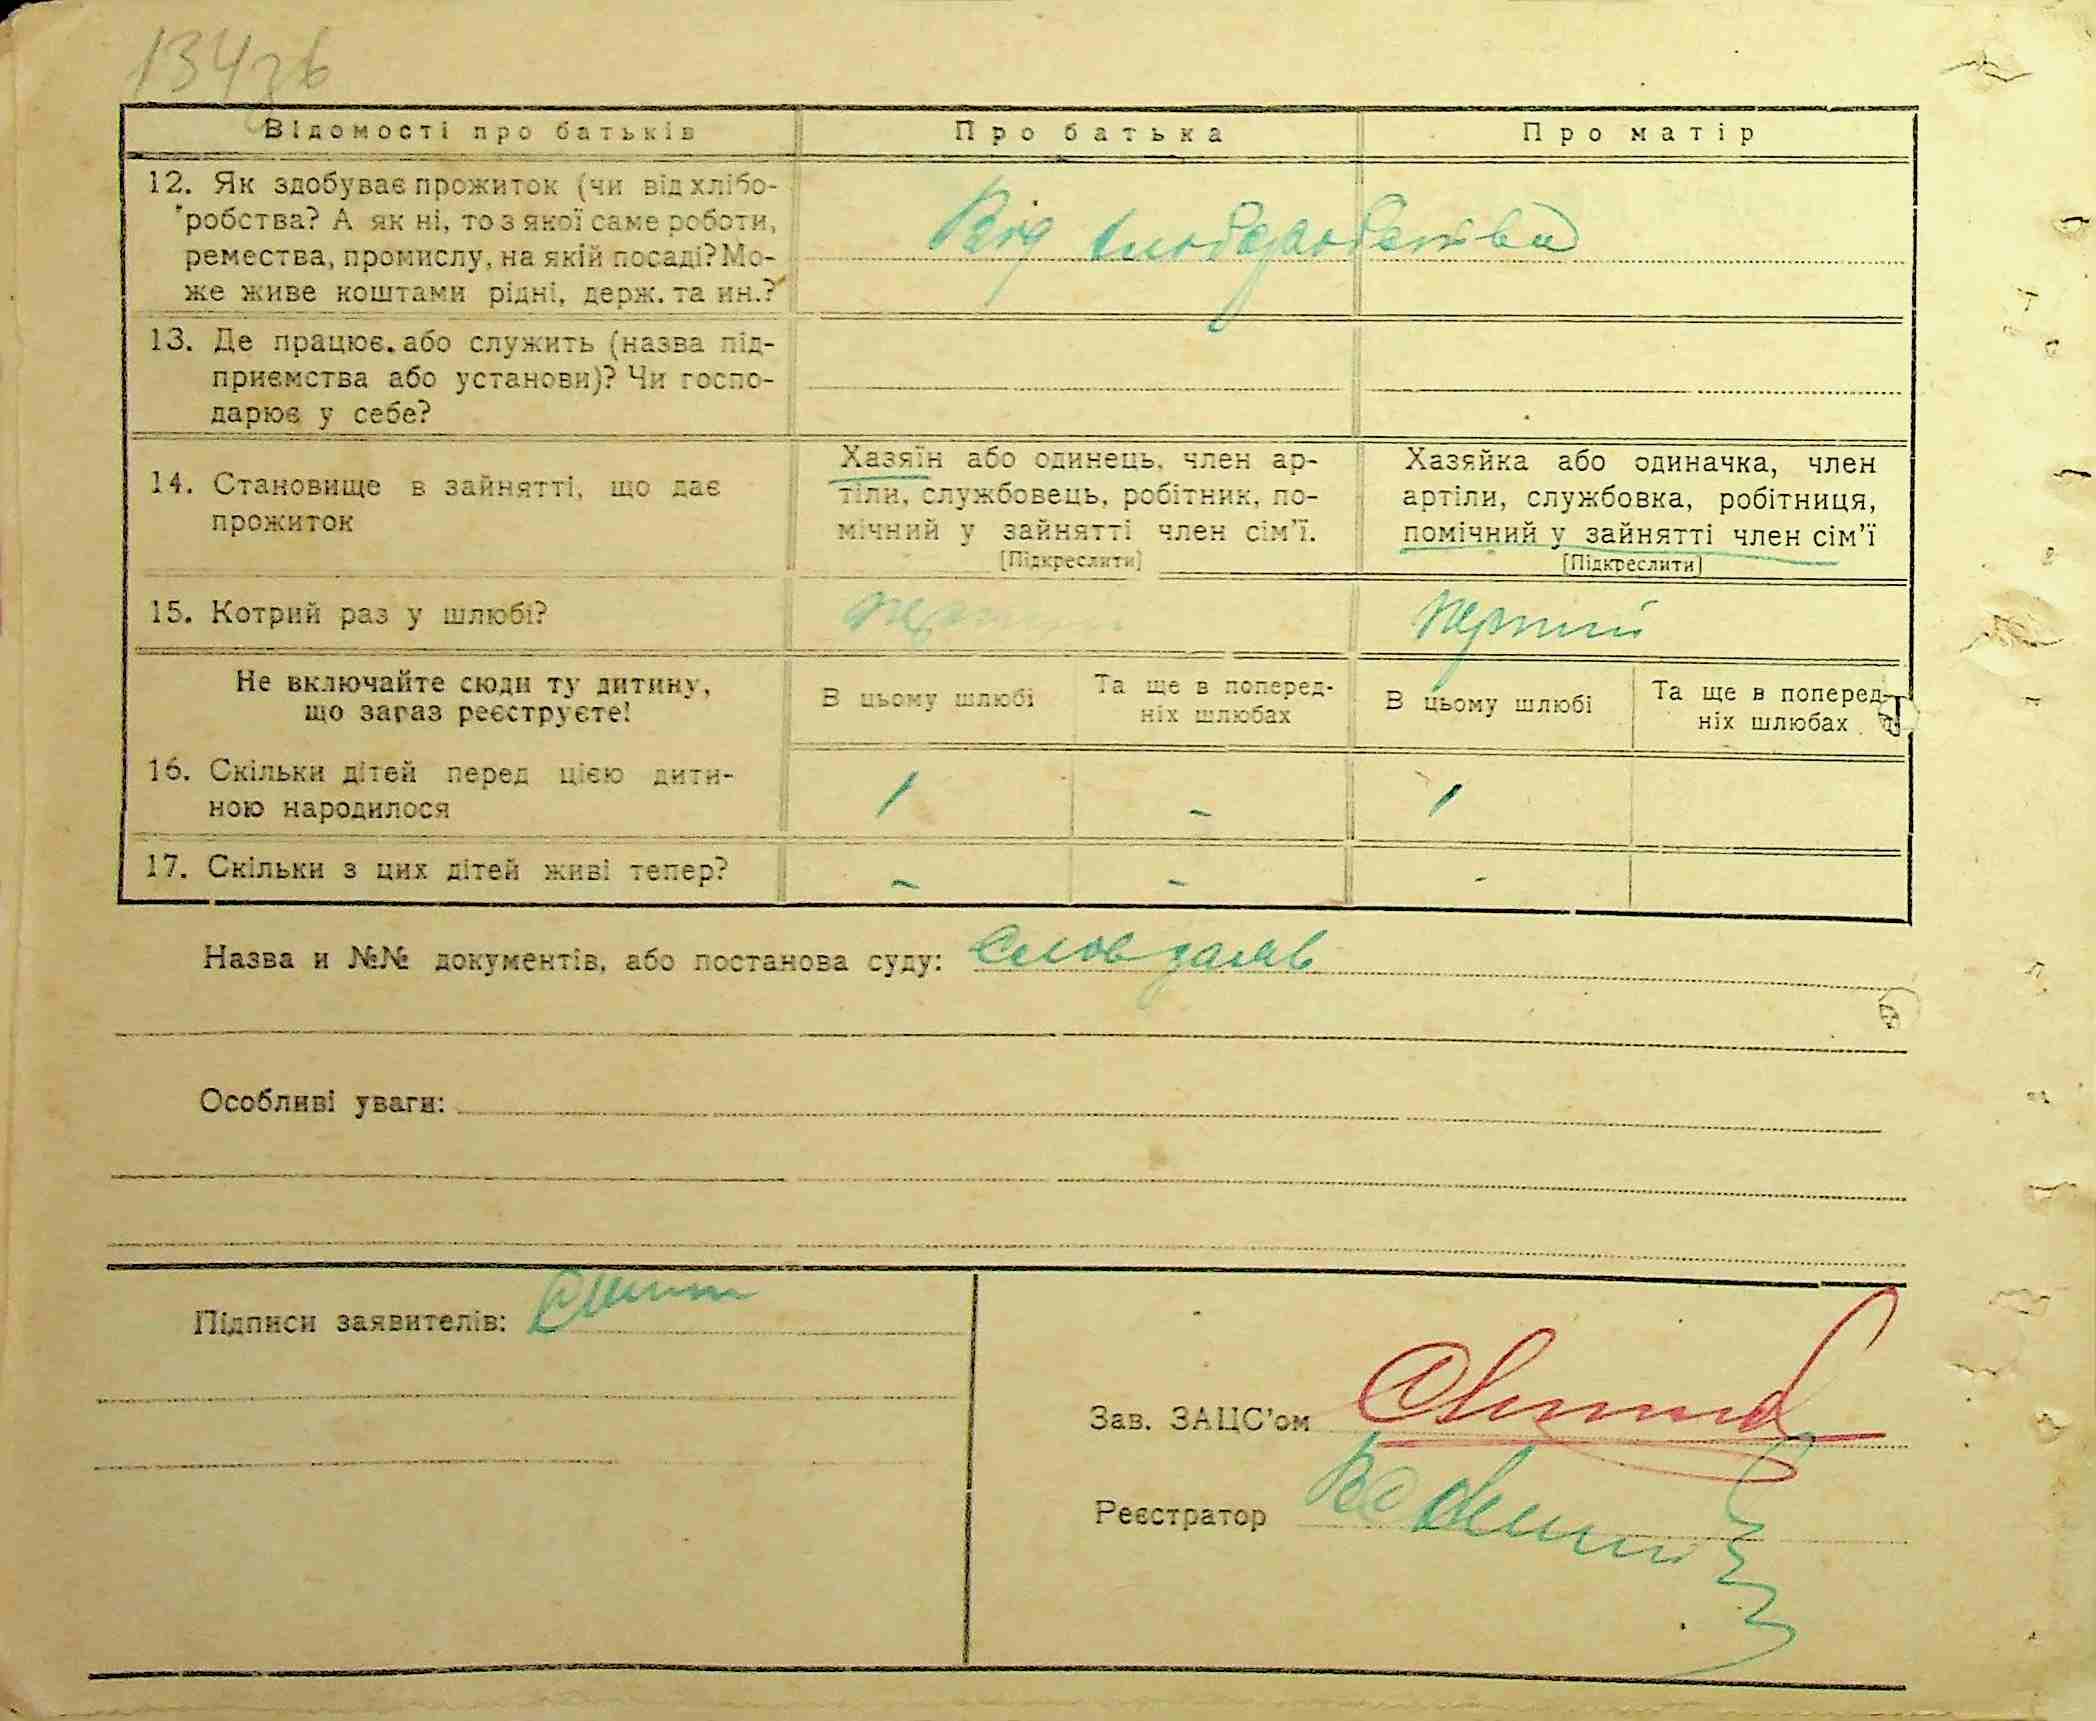 134зв
Відомості про батьків
Про батька
Про матір
12. Як здобуває прожиток (чи від хлібо-
робства? А як ні, то з якої саме роботи,
ремества, промислу, на якій посаді? Мо-
же живе коштами рідні, держ. та ин.?
Від хліборобства
13. Де працює або служить (назва під-
приємства або установи)? Чи госпо-
дарює у себе?
14. Становище в зайнятті, що дає
прожиток
Хазяїн або одинець, член ар-
тіли, службовець, робітник, по-
мічний у зайнятті член сім'ї.
[Підкреслити]
Хазяйка або одиначка, член
артіли, службовка, робітниця,
помічний у зайнятті член сім'ї
[Підкреслити]
15. Котрий раз у шлюбі?
перший
перший
Не включайте сюди ту дитину,
що зараз реєструєте!
В цьому шлюбі
Та ще в поперед-
ніх шлюбах
В цьому шлюбі
Та ще в поперед-
ніх шлюбах
16. Скільки дітей перед цією дити-
ною народилося
1
-
1
17. Скільки з цих дітей живі тепер?
-
-
-
Назва и №№ документів, або постанова суду:
Особливі уваги:
Підписи заявителів:
Зав. ЗАЦС'ом
Реєстратор